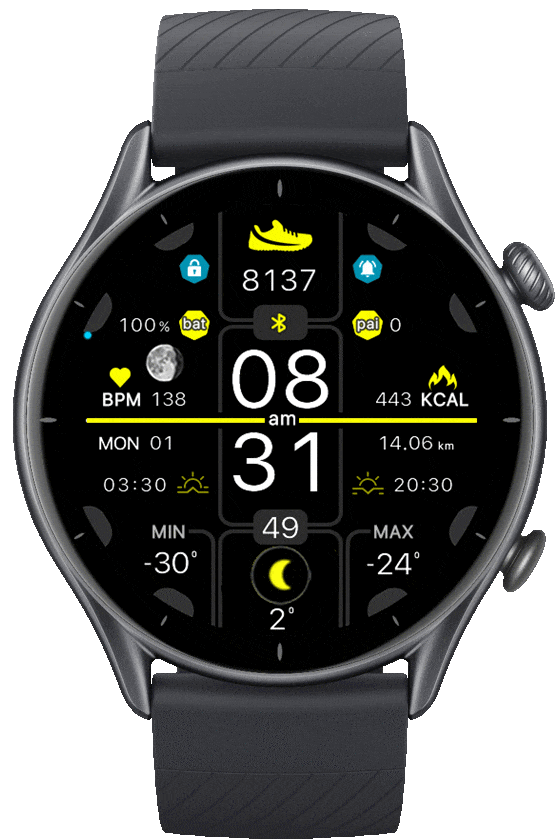 8137
100% bat
pai 0
08
BPM 138
443 KCAL
am
MON 01
31
14.06 km
03:30
20:30
49
MIN
MAX
-30°
-24°
2°